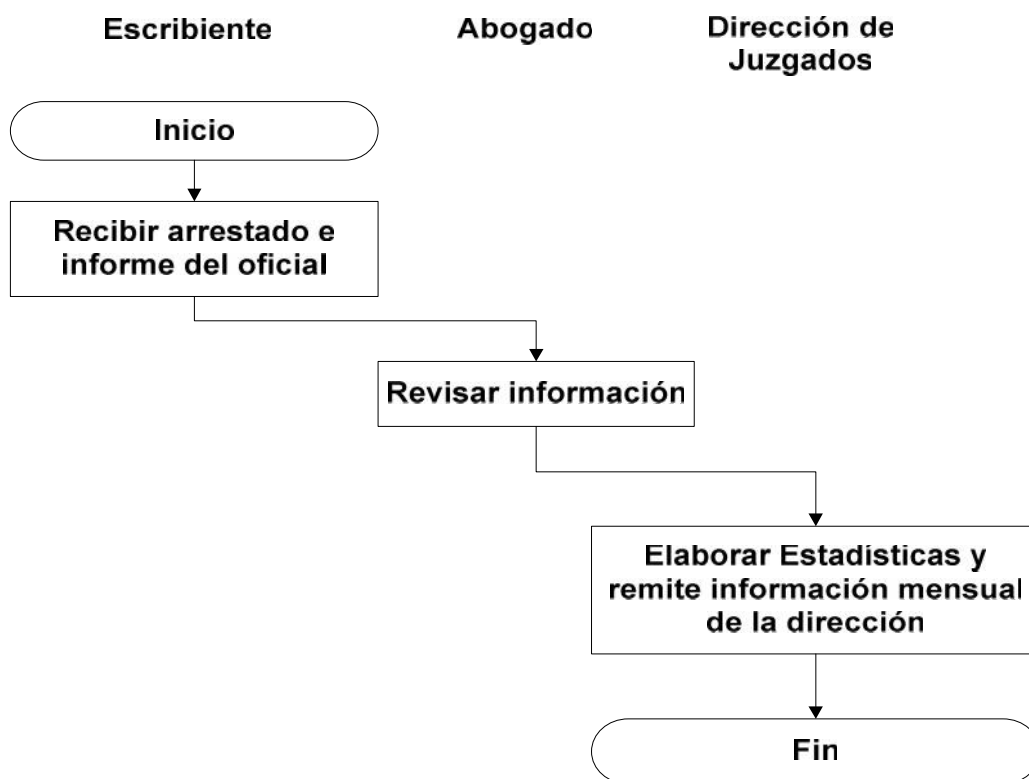 Escribiente
Abogado
Dirección de
Juzgados
Inicio
Recibir arrestado e
informe del oficial
Revisar información
Elaborar Estadísticas y
remite información mensual
de la dirección
Fin